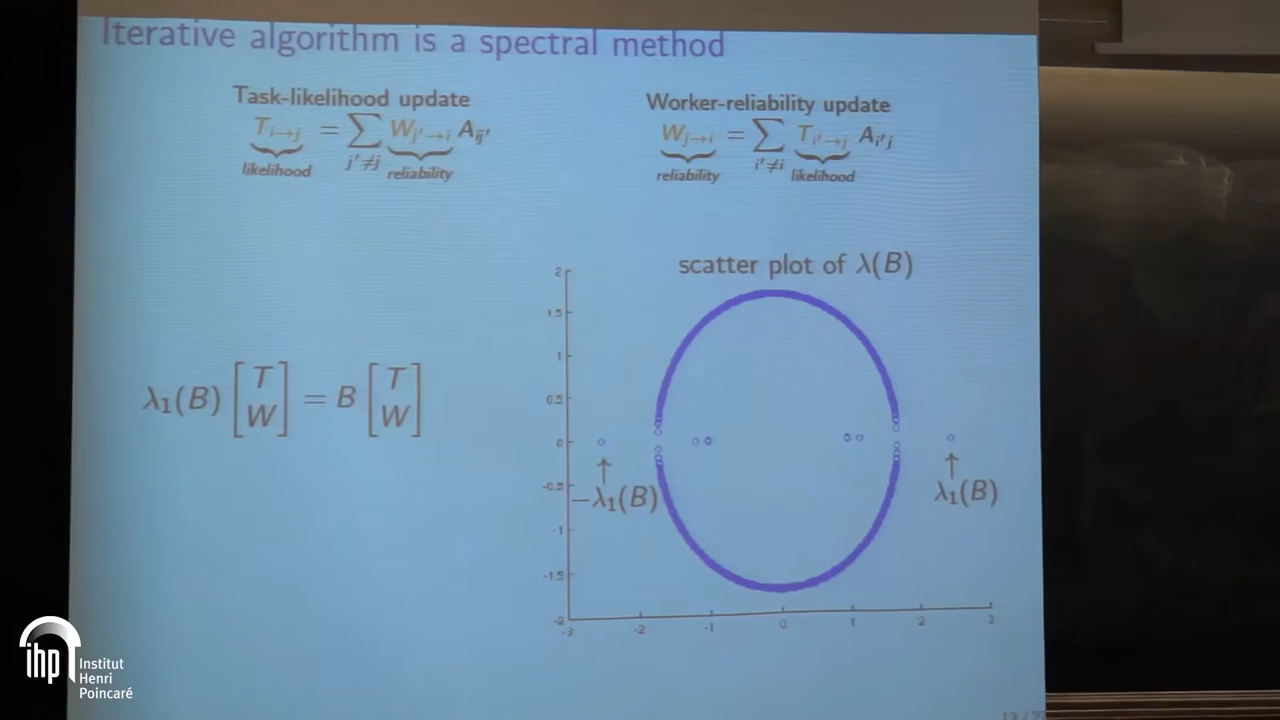 Iterative algorithm is a spectral method
Task-likelihood update
T_{i→j} = ∑_{j'≠j} W_{j'→i} A_{ij'}
likelihood reliability
Worker-reliability update
W_{j→i} = ∑_{i'≠i} T_{i'→j} A_{i'j}
reliability likelihood
λ₁(B) [T W] = B [T W]
scatter plot of λ(B)
2
1.5
1
0.5
0
-0.5
-1
-1.5
-2
-3 -2 -1 0 1 2 3
−λ₁(B)
λ₁(B)
ihp Institut
Henri
Poincaré